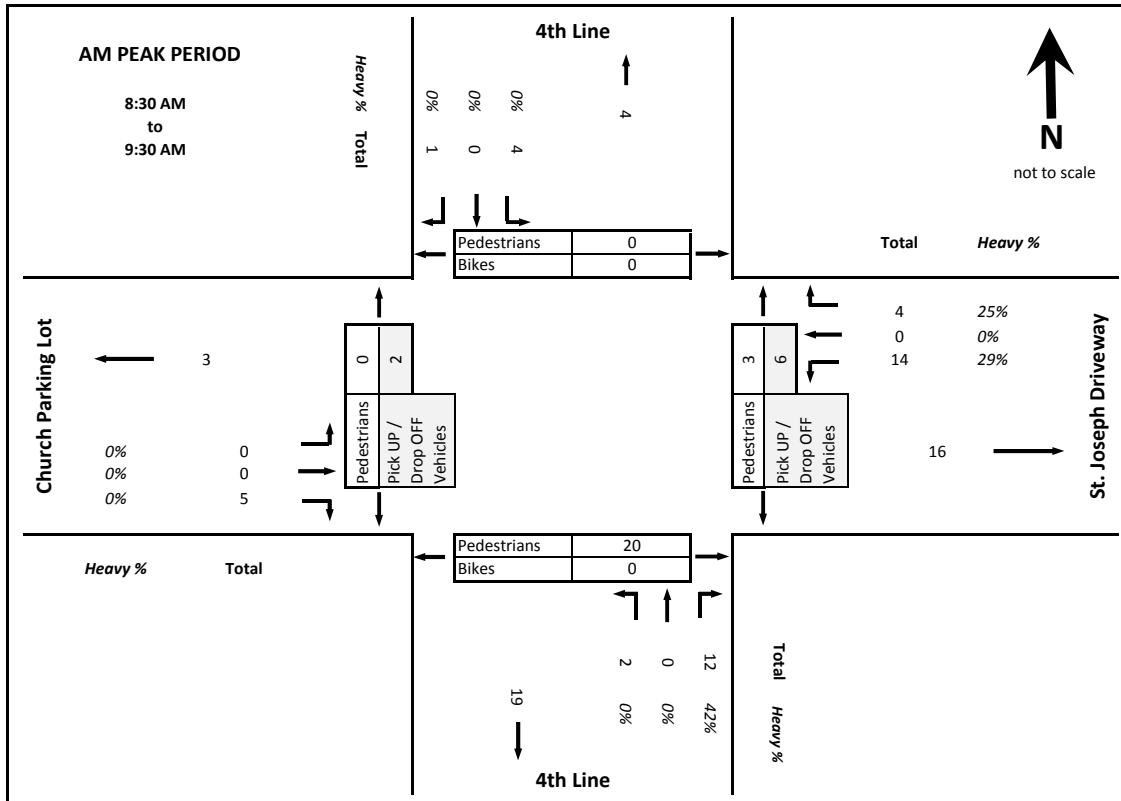 4th Line
AM PEAK PERIOD
8:30 AM
to
9:30 AM
Heavy % Total
0% 0% 0%
1 0 4
4
N
not to scale
Pedestrians 0
Bikes 0
Total Heavy %
4 25%
0 0%
14 29%
Church Parking Lot
3
0% 0
0% 0
0% 5
Pedestrians 0
Pick UP / 2
Drop OFF
Vehicles
Pedestrians 3
Pick UP / 6
Drop OFF
Vehicles
16
St. Joseph Driveway
Heavy % Total
Pedestrians 20
Bikes 0
2 0 12
0% 0% 42%
Total Heavy %
19
4th Line